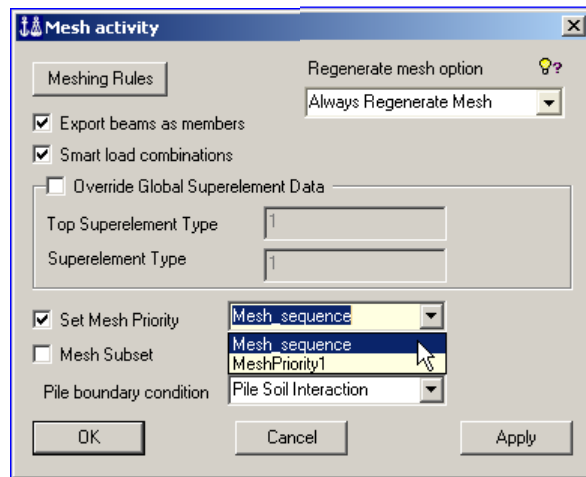 Mesh activity
Meshing Rules
Regenerate mesh option
Always Regenerate Mesh
Export beams as members
Smart load combinations
Override Global Superelement Data
Top Superelement Type 1
Superelement Type 1
Set Mesh Priority Mesh_sequence
Mesh_sequence
Mesh Subset
MeshPriority1
Pile boundary condition Pile Soil Interaction
OK Cancel Apply